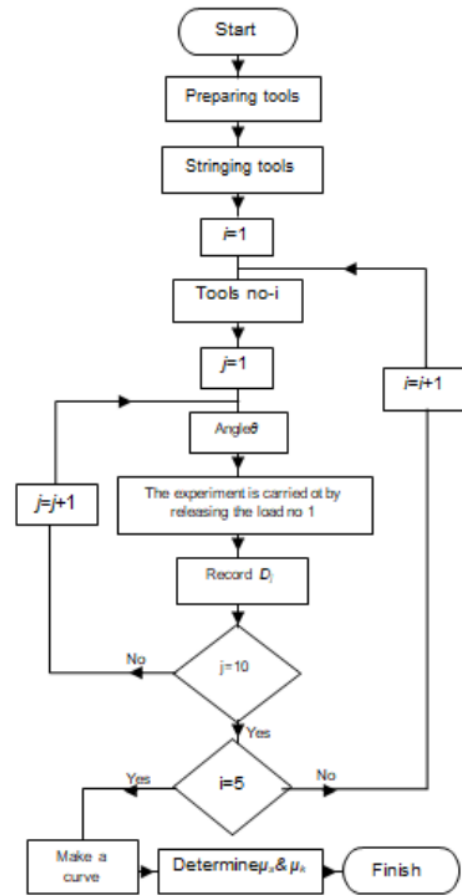 Start
Preparing tools
Stringing tools
i=1
Tools no-i
j=1
i=i+1
Angleθ
j=j+1
The experiment is carried ot by
releasing the load no 1
Record Dⱼ
No
j=10
Yes
Yes
i=5
No
Make a
curve
Determineμₛ& μₖ
Finish